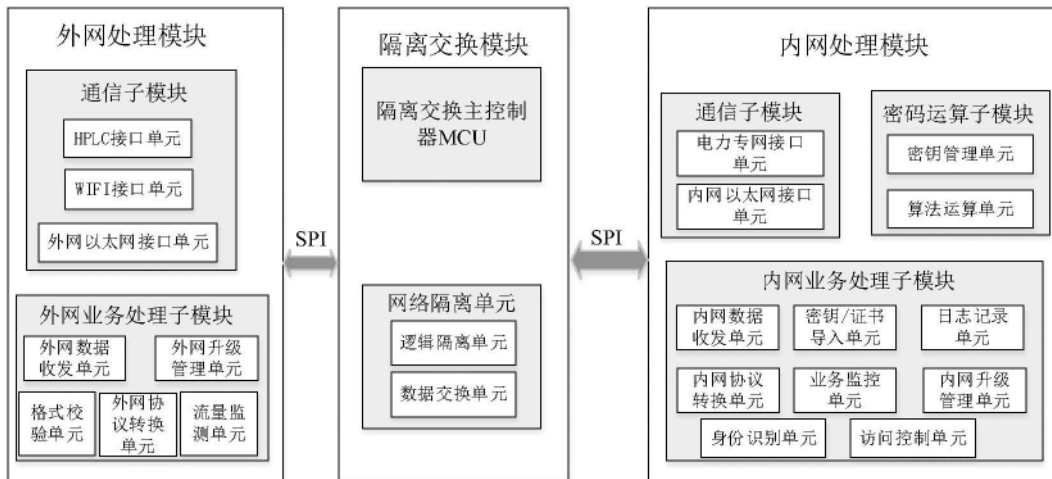 外网处理模块
通信子模块
HPLC接口单元
WIFI接口单元
外网以太网接口单元
外网业务处理子模块
外网数据
收发单元
外网升级
管理单元
格式校
验单元
外网协
议转换
单元
流量监
测单元
SPI
隔离交换模块
隔离交换主控制
器MCU
网络隔离单元
逻辑隔离单元
数据交换单元
SPI
内网处理模块
通信子模块
电力专网接口
单元
内网以太网接口
单元
密码运算子模块
密钥管理单元
算法运算单元
内网业务处理子模块
内网数据
收发单元
密钥/证书
导入单元
日志记录
单元
内网协议
转换单元
业务监控
单元
内网升级
管理单元
身份识别单元
访问控制单元